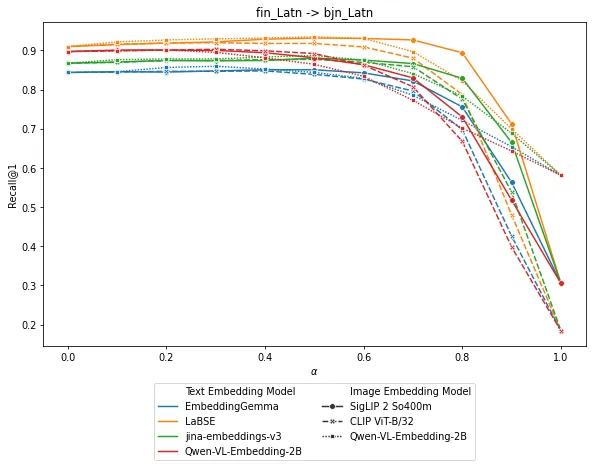 fin_Latn -> bjn_Latn
Recall@1
0.9
0.8
0.7
0.6
0.5
0.4
0.3
0.2
0.0 0.2 0.4 0.6 0.8 1.0
α
Text Embedding Model Image Embedding Model
EmbeddingGemma SigLIP 2 So400m
LaBSE CLIP ViT-B/32
jina-embeddings-v3 Qwen-VL-Embedding-2B
Qwen-VL-Embedding-2B